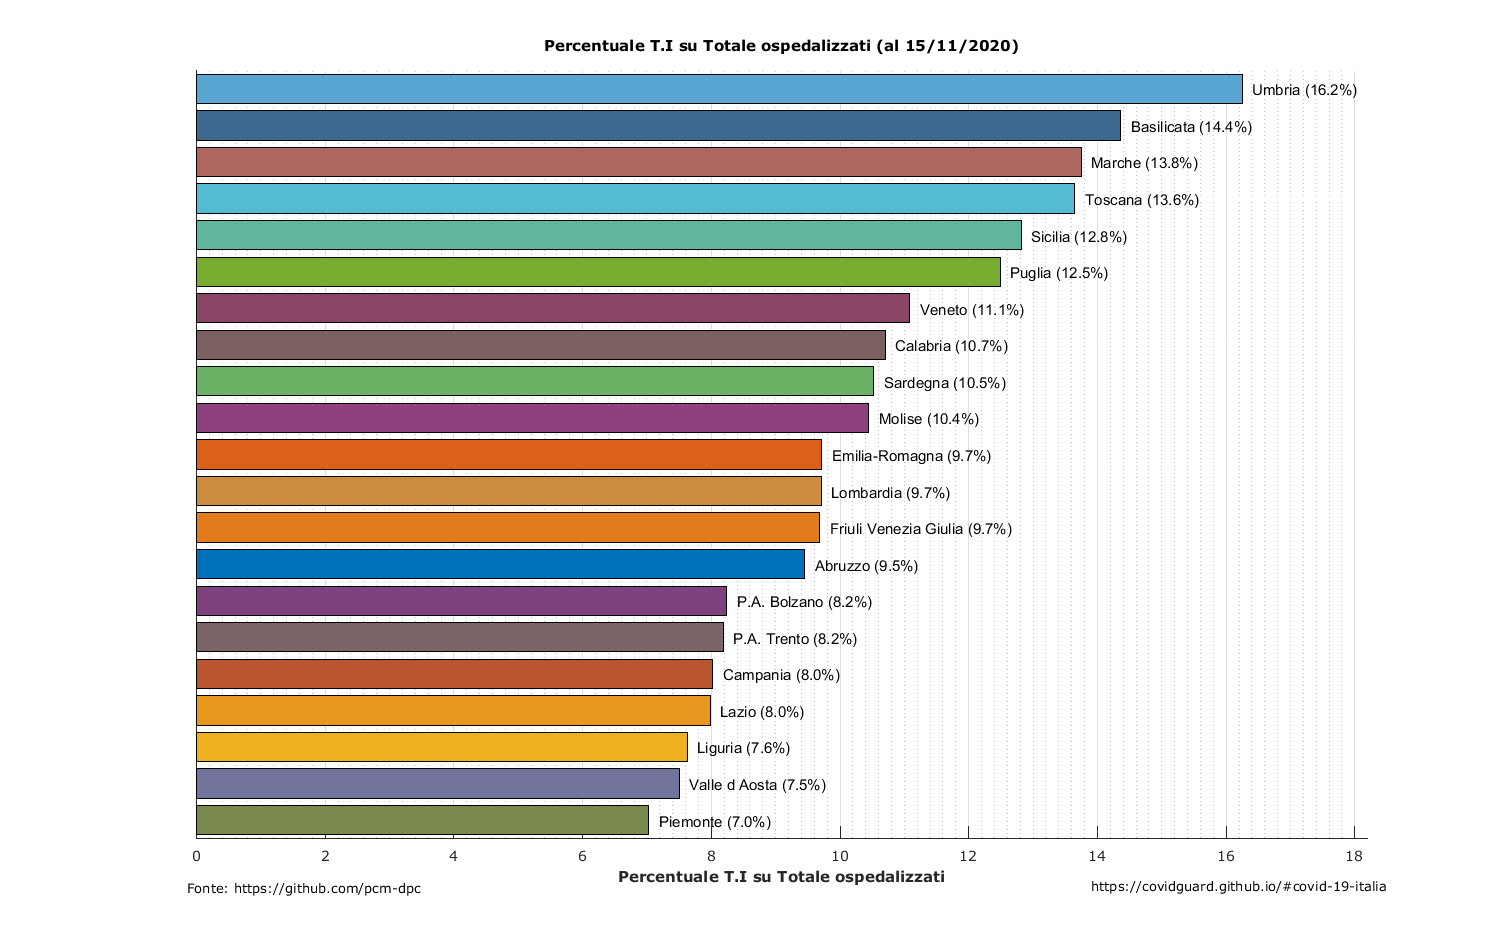 Percentuale T.I su Totale ospedalizzati (al 15/11/2020)
Umbria (16.2%)
Basilicata (14.4%)
Marche (13.8%)
Toscana (13.6%)
Sicilia (12.8%)
Puglia (12.5%)
Veneto (11.1%)
Calabria (10.7%)
Sardegna (10.5%)
Molise (10.4%)
Emilia-Romagna (9.7%)
Lombardia (9.7%)
Friuli Venezia Giulia (9.7%)
Abruzzo (9.5%)
P.A. Bolzano (8.2%)
P.A. Trento (8.2%)
Campania (8.0%)
Lazio (8.0%)
Liguria (7.6%)
Valle d Aosta (7.5%)
Piemonte (7.0%)
0 2 4 6 8 10 12 14 16 18
Percentuale T.I su Totale ospedalizzati
Fonte: https://github.com/pcm-dpc
https://covidguard.github.io/#covid-19-italia